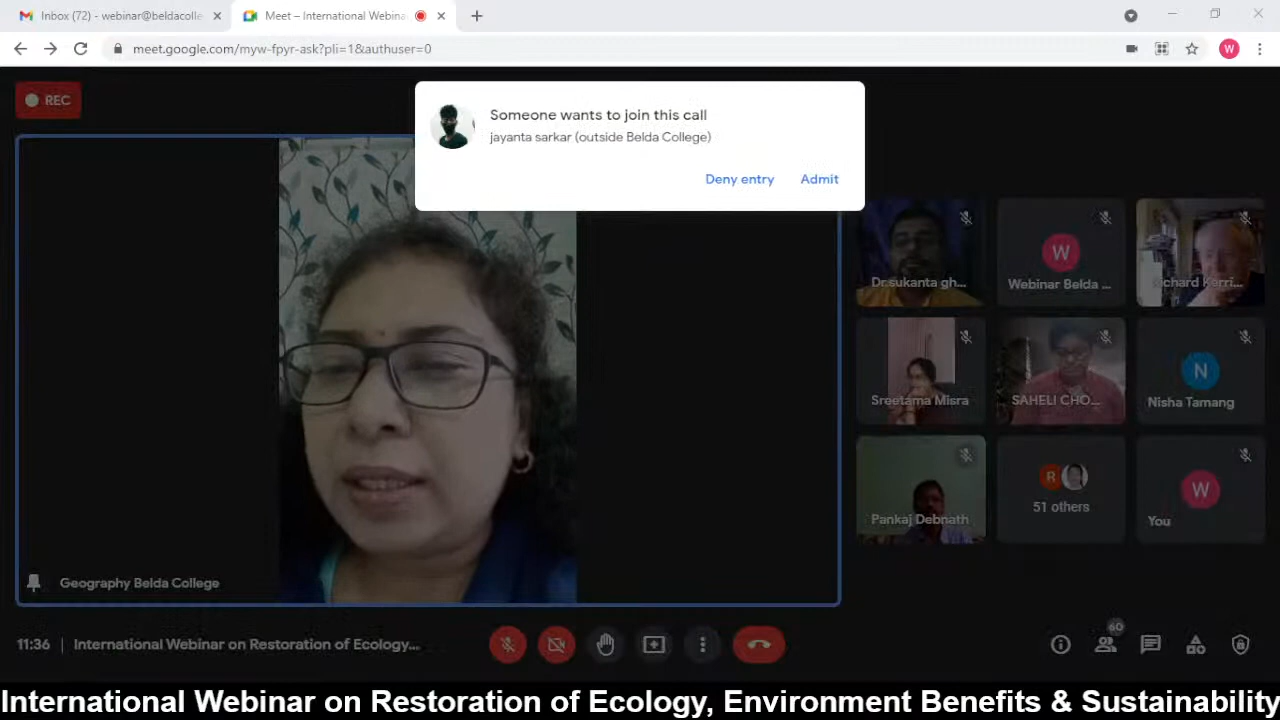 Inbox (72) - webinar@beldacolle
Meet – International Webina
meet.google.com/myw-fpyr-ask?pli=1&authuser=0
W
REC
Someone wants to join this call
jayanta sarkar (outside Belda College)
Deny entry
Admit
Dr.sukanta gh...
W
Webinar Belda ...
Richard Kerri...
Sreetama Misra
SAHELI CHO...
N
Nisha Tamang
Pankaj Debnath
R
51 others
W
You
Geography Belda College
11:36 | International Webinar on Restoration of Ecology...
60
International Webinar on Restoration of Ecology, Environment Benefits & Sustainability